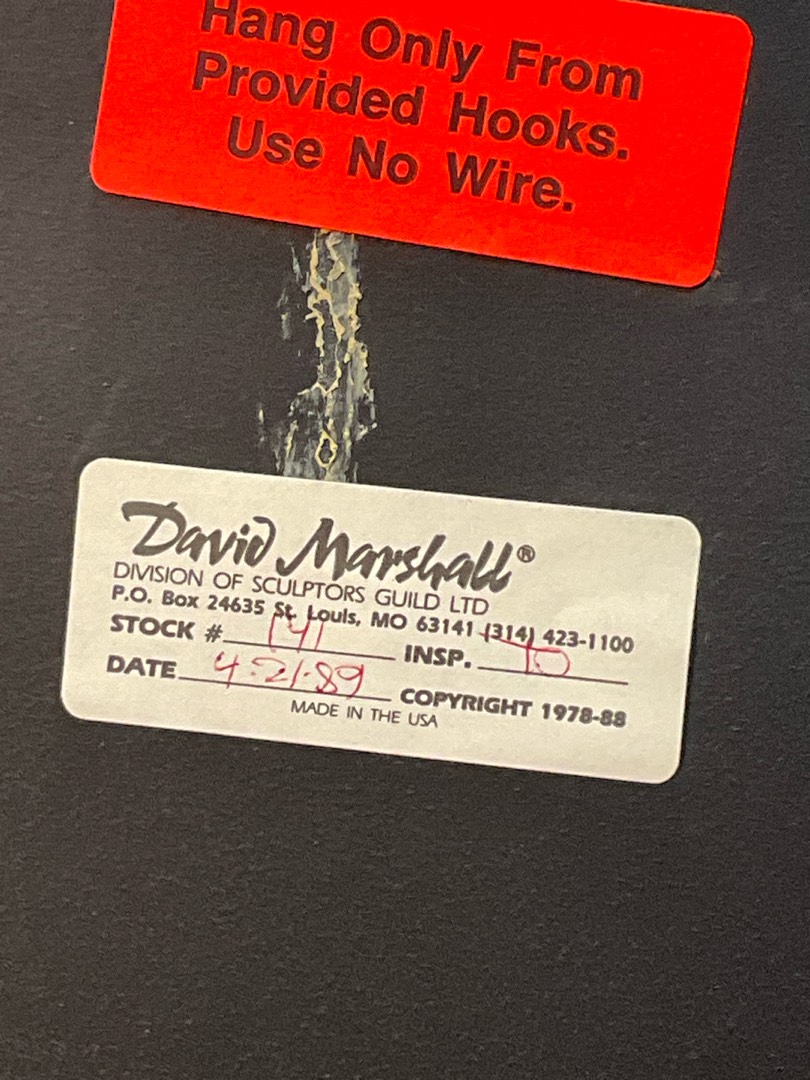 Hang Only From
Provided Hooks.
Use No Wire.
David Marshall®
DIVISION OF SCULPTORS GUILD LTD
P.O. Box 24635 St. Louis, MO 63141 (314) 423-1100
STOCK # 141 INSP.
DATE 4·21·89 COPYRIGHT 1978-88
MADE IN THE USA